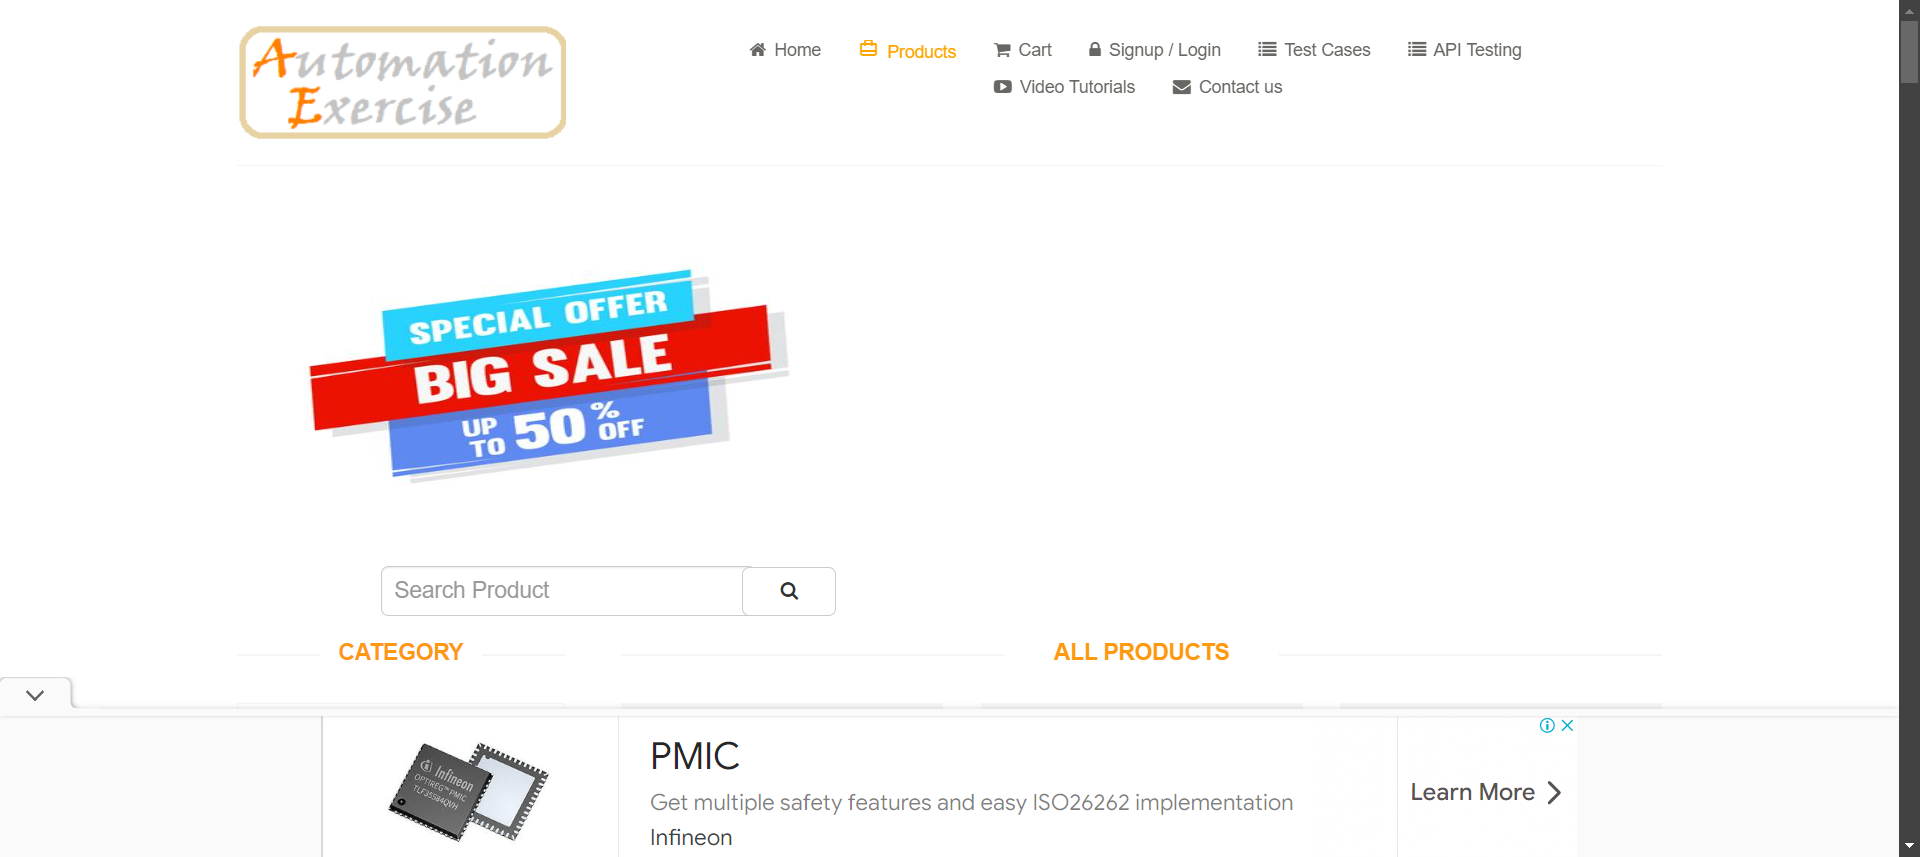 Automation
Exercise
Home
Products
Cart
Signup / Login
Test Cases
API Testing
Video Tutorials
Contact us
SPECIAL OFFER
BIG SALE
UP TO 50% OFF
Search Product
CATEGORY
ALL PRODUCTS
Infineon
OPTIREG™ PMIC
TLF35584QVH
PMIC
Get multiple safety features and easy ISO26262 implementation
Infineon
Learn More